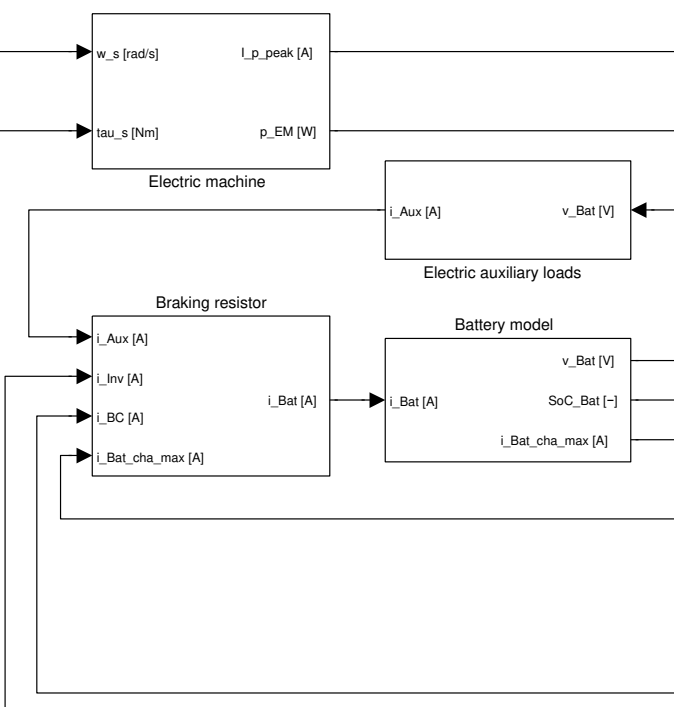 w_s [rad/s]
I_p_peak [A]
tau_s [Nm]
p_EM [W]
Electric machine
i_Aux [A]
v_Bat [V]
Electric auxiliary loads
Braking resistor
i_Aux [A]
i_Inv [A]
i_BC [A]
i_Bat_cha_max [A]
i_Bat [A]
Battery model
i_Bat [A]
v_Bat [V]
SoC_Bat [−]
i_Bat_cha_max [A]